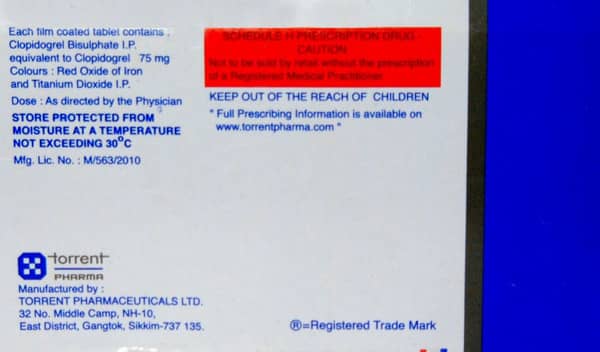 Each film coated tablet contains :
Clopidogrel Bisulphate I.P.
equivalent to Clopidogrel 75 mg
Colours : Red Oxide of Iron
and Titanium Dioxide I.P.
Dose : As directed by the Physician
STORE PROTECTED FROM
MOISTURE AT A TEMPERATURE
NOT EXCEEDING 30°C
Mfg. Lic. No. : M/563/2010
SCHEDULE H PRESCRIPTION DRUG -
CAUTION
Not to be sold by retail without the prescription
of a Registered Medical Practitioner.
KEEP OUT OF THE REACH OF CHILDREN
" Full Prescribing Information is available on
www.torrentpharma.com "
torrent
PHARMA
Manufactured by :
TORRENT PHARMACEUTICALS LTD.
32 No. Middle Camp, NH-10,
East District, Gangtok, Sikkim-737 135.
®=Registered Trade Mark